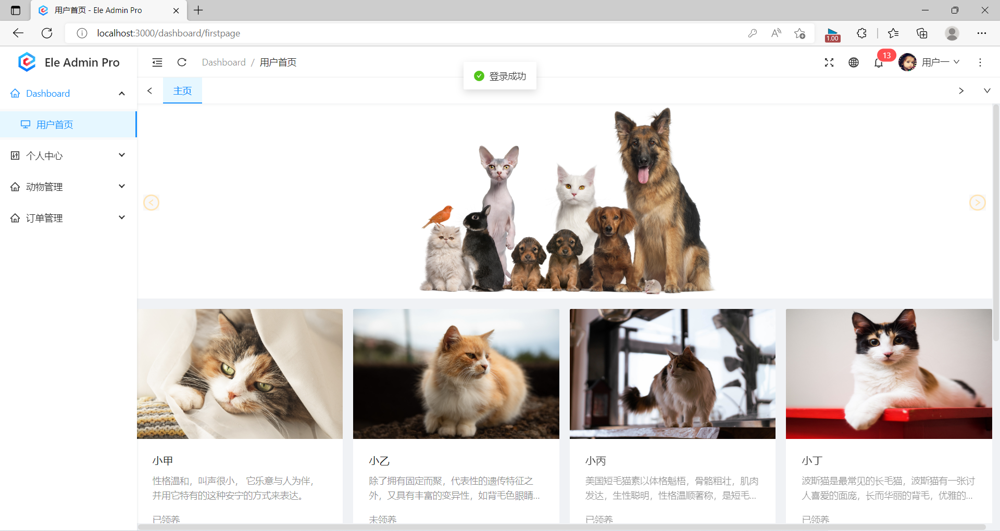 用户首页 - Ele Admin Pro
localhost:3000/dashboard/firstpage
1.00
Ele Admin Pro
Dashboard / 用户首页
13
用户一
登录成功
Dashboard
主页
用户首页
个人中心
动物管理
订单管理
小甲
性格温和，叫声很小， 它乐意与人为伴，
并用它特有的这种安宁的方式来表达。
已领养
小乙
除了拥有固定而聚，代表性的遗传特征之
外，又具有丰富的变异性，如背毛色眼睛...
未领养
小丙
美国短毛猫素以体格魁梧，骨骼粗壮，肌肉
发达，生性聪明，性格温顺著称，是短毛...
已领养
小丁
波斯猫是最常见的长毛猫，波斯猫有一张讨
人喜爱的面庞，长而华丽的背毛，优雅的...
已领养